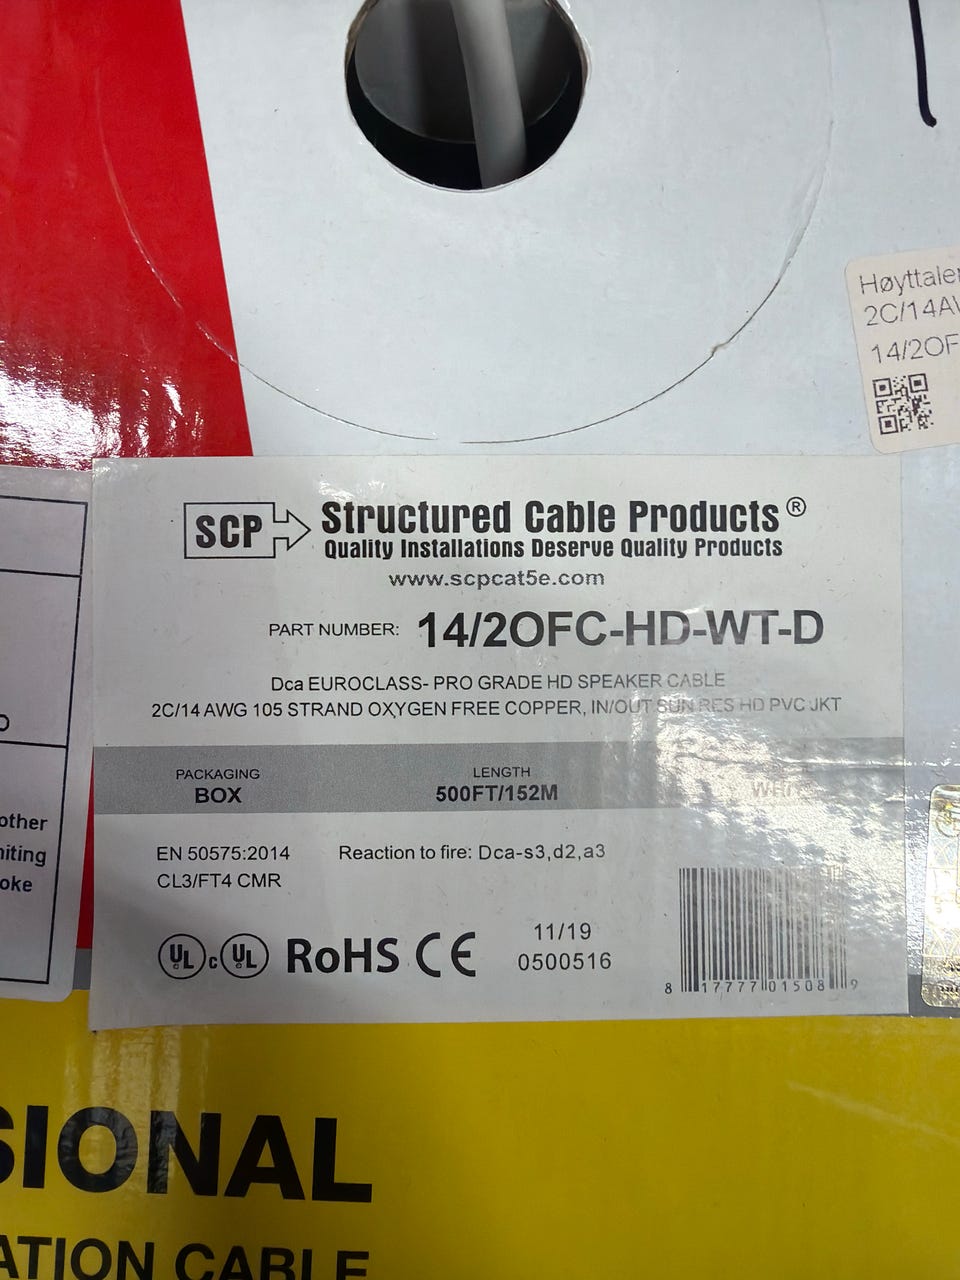 Høyttaler
2C/14AW
14/2OF
SCP
Structured Cable Products®
Quality Installations Deserve Quality Products
www.scpcat5e.com
PART NUMBER: 14/2OFC-HD-WT-D
Dca EUROCLASS- PRO GRADE HD SPEAKER CABLE
2C/14 AWG 105 STRAND OXYGEN FREE COPPER, IN/OUT SUN RES HD PVC JKT
PACKAGING
BOX
LENGTH
500FT/152M
EN 50575:2014
Reaction to fire: Dca-s3,d2,a3
CL3/FT4 CMR
UL c UL RoHS CE
11/19
0500516
8 17777 01508 9
other
niting
oke
SIONAL
ATION CABLE